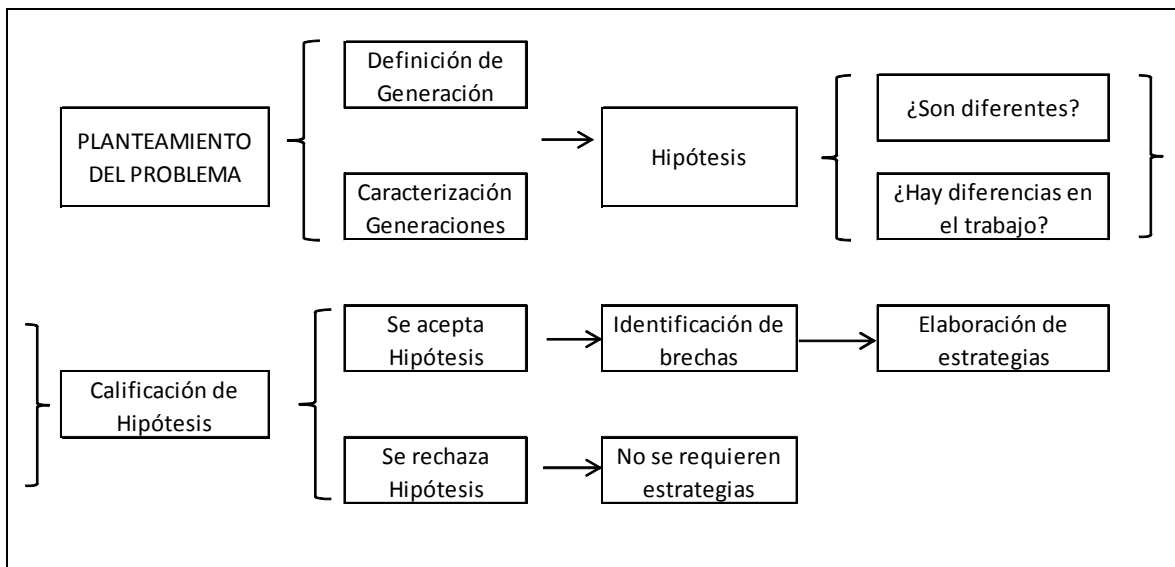 PLANTEAMIENTO
DEL PROBLEMA
Definición de
Generación
Caracterización
Generaciones
Hipótesis
¿Son diferentes?
¿Hay diferencias en
el trabajo?
Calificación de
Hipótesis
Se acepta
Hipótesis
Identificación de
brechas
Elaboración de
estrategias
Se rechaza
Hipótesis
No se requieren
estrategias